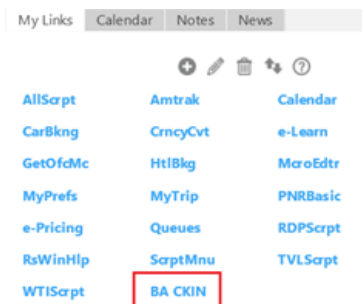 My Links Calendar Notes News
AllScrpt Amtrak Calendar
CarBkng CrncyCvt e-Learn
GetOfcMc HtlBkg McroEdtr
MyPrefs MyTrip PNRBasic
e-Pricing Queues RDPScrpt
RsWinHlp ScrptMnu TVLScrpt
WTIScrpt BA CKIN